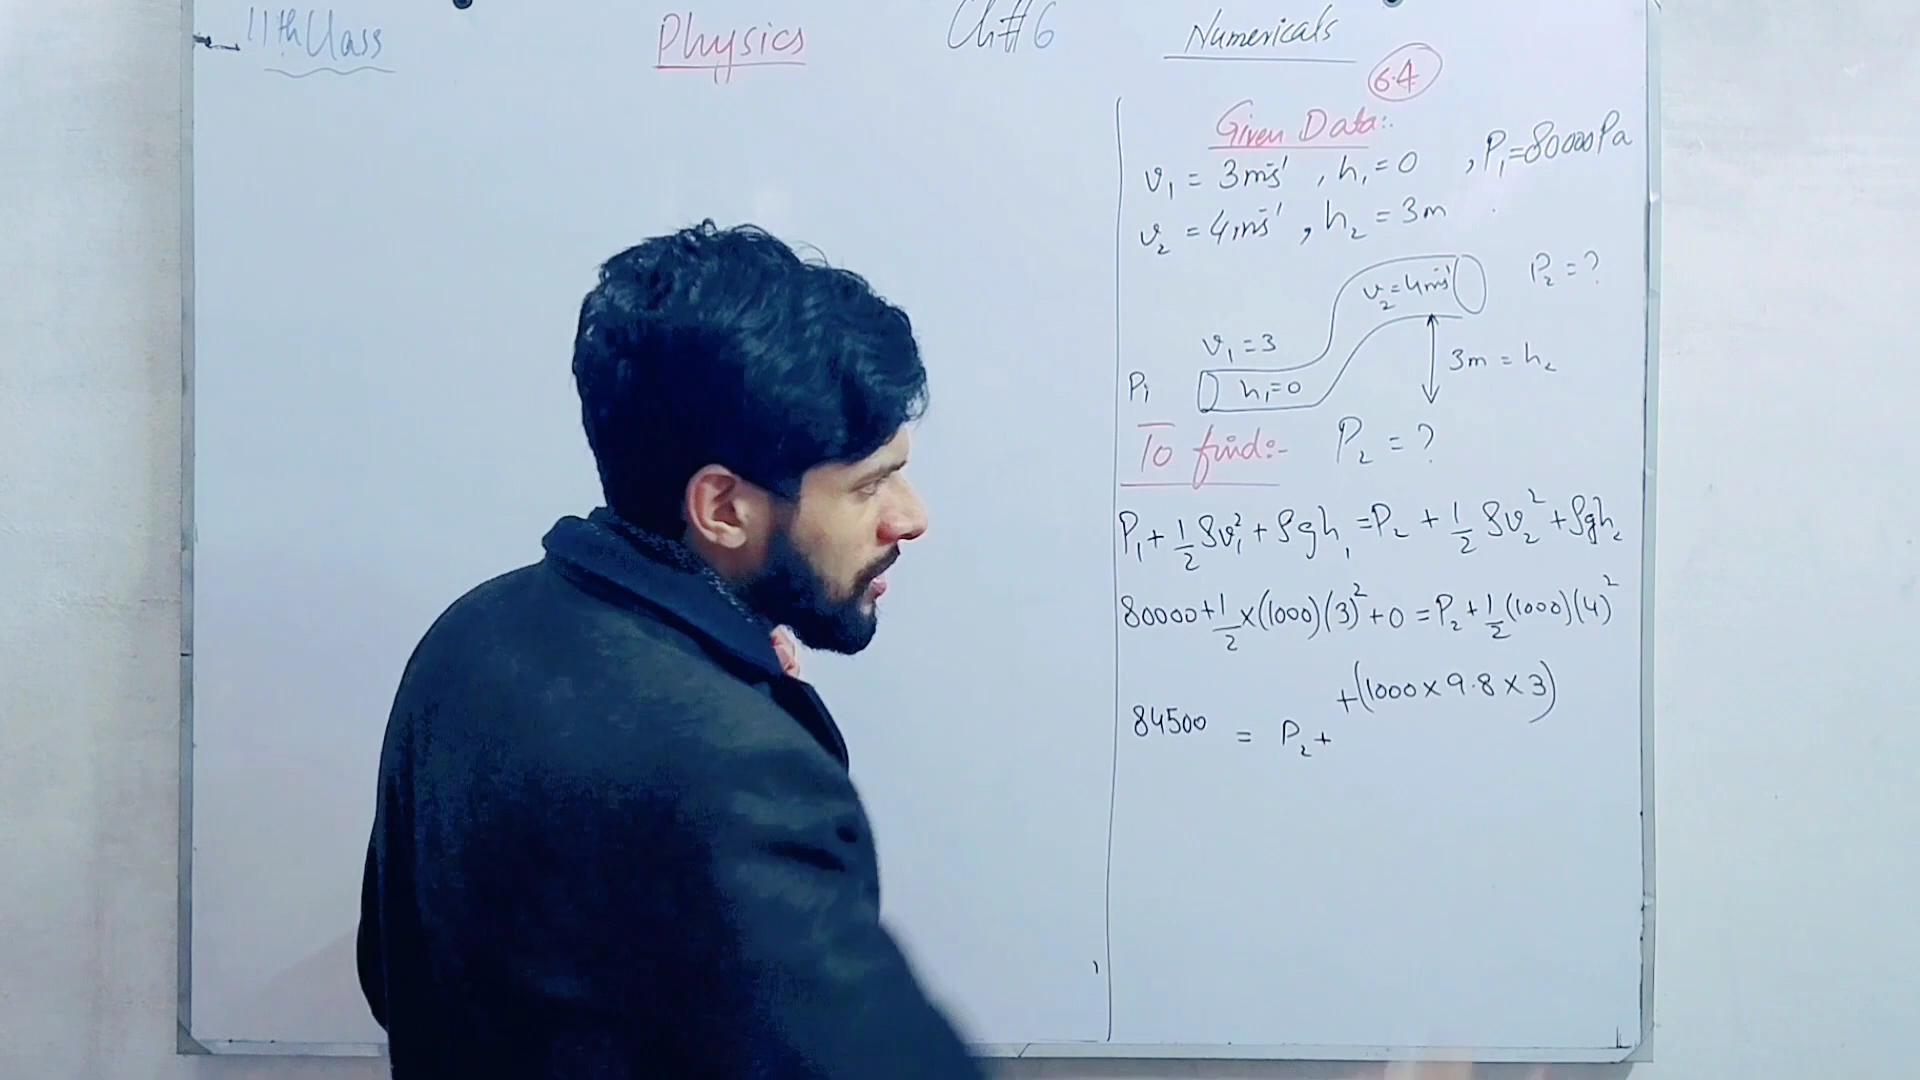 11th Class Physics Ch#6 Numericals
6.4
Given Data:-
v₁ = 3ms⁻¹ , h₁ = 0 , P₁=80000Pa
v₂ = 4ms⁻¹ , h₂ = 3m
v₂=4ms⁻¹ P₂ = ?
v₁ = 3
3m = h₂
P₁ h₁=0
To find:- P₂ = ?
P₁ + 1/2 ρv₁² + ρgh₁ = P₂ + 1/2 ρv₂² + ρgh₂
80000 + 1/2 × (1000)(3)² + 0 = P₂ + 1/2 (1000)(4)²
+ (1000 × 9.8 × 3)
84500 = P₂ +